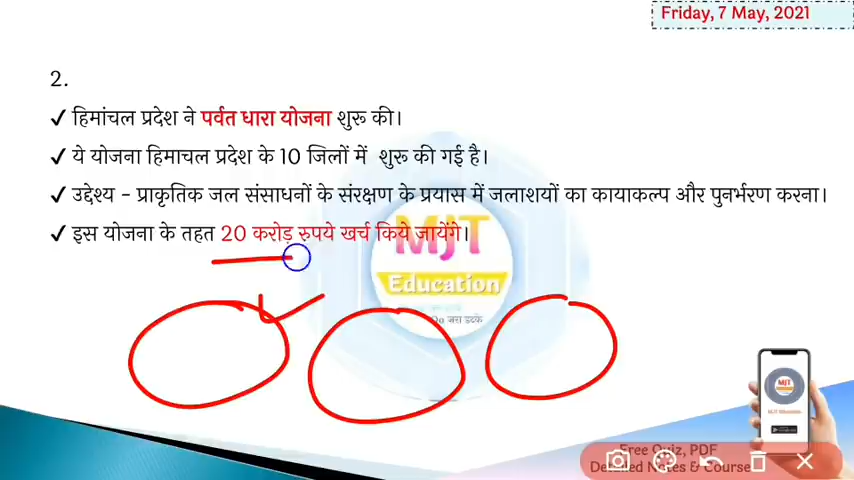 Friday, 7 May, 2021
2.
✓ हिमांचल प्रदेश ने पर्वत धारा योजना शुरू की।
✓ ये योजना हिमाचल प्रदेश के 10 जिलों में शुरू की गई है।
✓ उद्देश्य - प्राकृतिक जल संसाधनों के संरक्षण के प्रयास में जलाशयों का कायाकल्प और पुनर्भरण करना।
✓ इस योजना के तहत 20 करोड़ रुपये खर्च किये जायेंगे।
MJT
Education
MJT
Free Quiz, PDF
Detailed Notes & Course